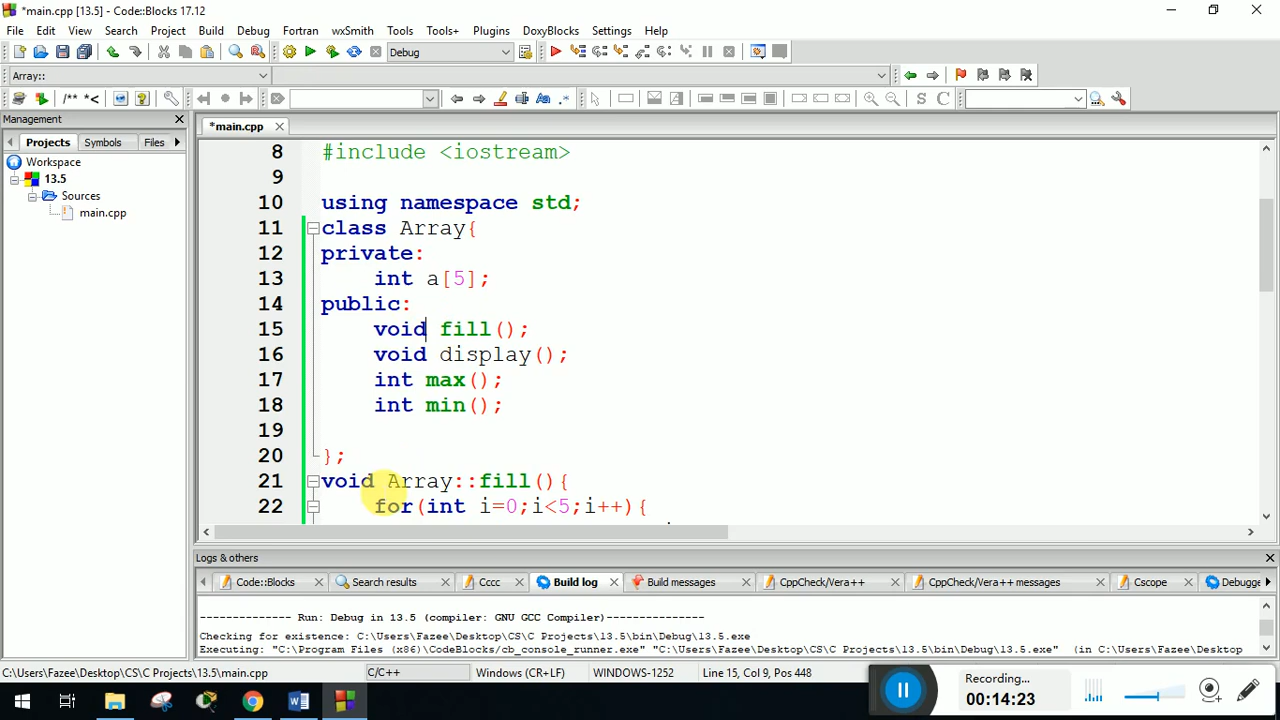 *main.cpp [13.5] - Code::Blocks 17.12
File Edit View Search Project Build Debug Fortran wxSmith Tools Tools+ Plugins DoxyBlocks Settings Help
Debug
Array::
/** *<
S C
Management
*main.cpp
Projects Symbols Files
Workspace
13.5
Sources
main.cpp
8 #include <iostream>
9
10 using namespace std;
11 class Array{
12 private:
13 int a[5];
14 public:
15 void fill();
16 void display();
17 int max();
18 int min();
19
20 };
21 void Array::fill(){
22 for(int i=0;i<5;i++){
Logs & others
Code::Blocks Search results Cccc Build log Build messages CppCheck/Vera++ CppCheck/Vera++ messages Cscope Debugge
-------------- Run: Debug in 13.5 (compiler: GNU GCC Compiler)---------------
Checking for existence: C:\Users\Fazee\Desktop\CS\C Projects\13.5\bin\Debug\13.5.exe
Executing: "C:\Program Files (x86)\CodeBlocks/cb_console_runner.exe" "C:\Users\Fazee\Desktop\CS\C Projects\13.5\bin\Debug\13.5.exe" (in C:\Users\Fazee\Desktop
C:\Users\Fazee\Desktop\CS\C Projects\13.5\main.cpp C/C++ Windows (CR+LF) WINDOWS-1252 Line 15, Col 9, Pos 448
Recording...
00:14:23